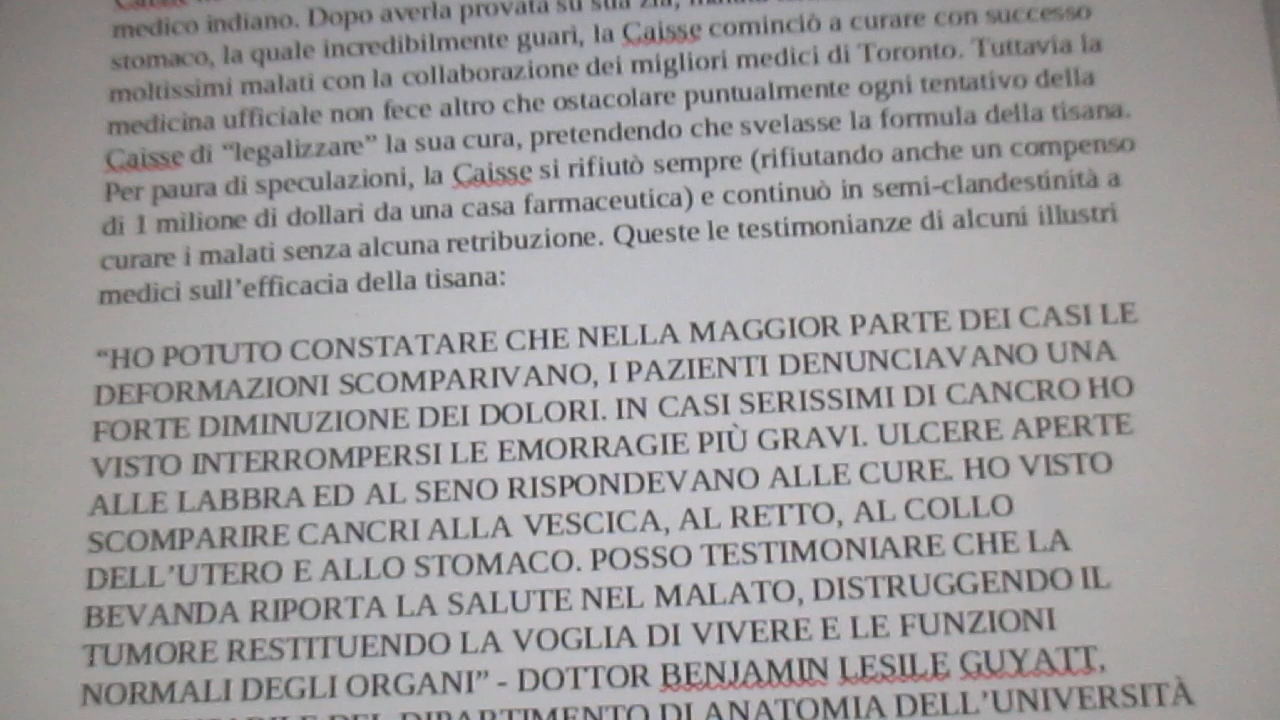 medico indiano. Dopo averla provata su sua zia,
stomaco, la quale incredibilmente guarì, la Caisse cominciò a curare con successo
moltissimi malati con la collaborazione dei migliori medici di Toronto. Tuttavia la
medicina ufficiale non fece altro che ostacolare puntualmente ogni tentativo della
Caisse di “legalizzare” la sua cura, pretendendo che svelasse la formula della tisana.
Per paura di speculazioni, la Caisse si rifiutò sempre (rifiutando anche un compenso
di 1 milione di dollari da una casa farmaceutica) e continuò in semi-clandestinità a
curare i malati senza alcuna retribuzione. Queste le testimonianze di alcuni illustri
medici sull’efficacia della tisana:
“HO POTUTO CONSTATARE CHE NELLA MAGGIOR PARTE DEI CASI LE
DEFORMAZIONI SCOMPARIVANO, I PAZIENTI DENUNCIAVANO UNA
FORTE DIMINUZIONE DEI DOLORI. IN CASI SERISSIMI DI CANCRO HO
VISTO INTERROMPERSI LE EMORRAGIE PIÙ GRAVI. ULCERE APERTE
ALLE LABBRA ED AL SENO RISPONDEVANO ALLE CURE. HO VISTO
SCOMPARIRE CANCRI ALLA VESCICA, AL RETTO, AL COLLO
DELL’UTERO E ALLO STOMACO. POSSO TESTIMONIARE CHE LA
BEVANDA RIPORTA LA SALUTE NEL MALATO, DISTRUGGENDO IL
TUMORE RESTITUENDO LA VOGLIA DI VIVERE E LE FUNZIONI
NORMALI DEGLI ORGANI” - DOTTOR BENJAMIN LESILE GUYATT,
DEL DIPARTIMENTO DI ANATOMIA DELL’UNIVERSITÀ